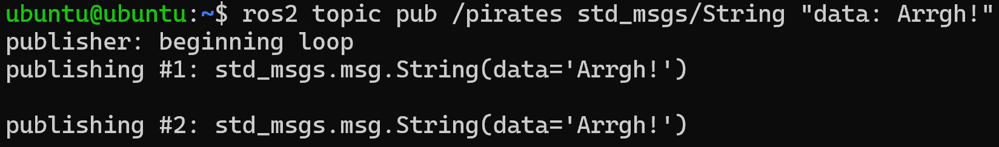 ubuntu@ubuntu:~$ ros2 topic pub /pirates std_msgs/String "data: Arrgh!"
publisher: beginning loop
publishing #1: std_msgs.msg.String(data='Arrgh!')
publishing #2: std_msgs.msg.String(data='Arrgh!')